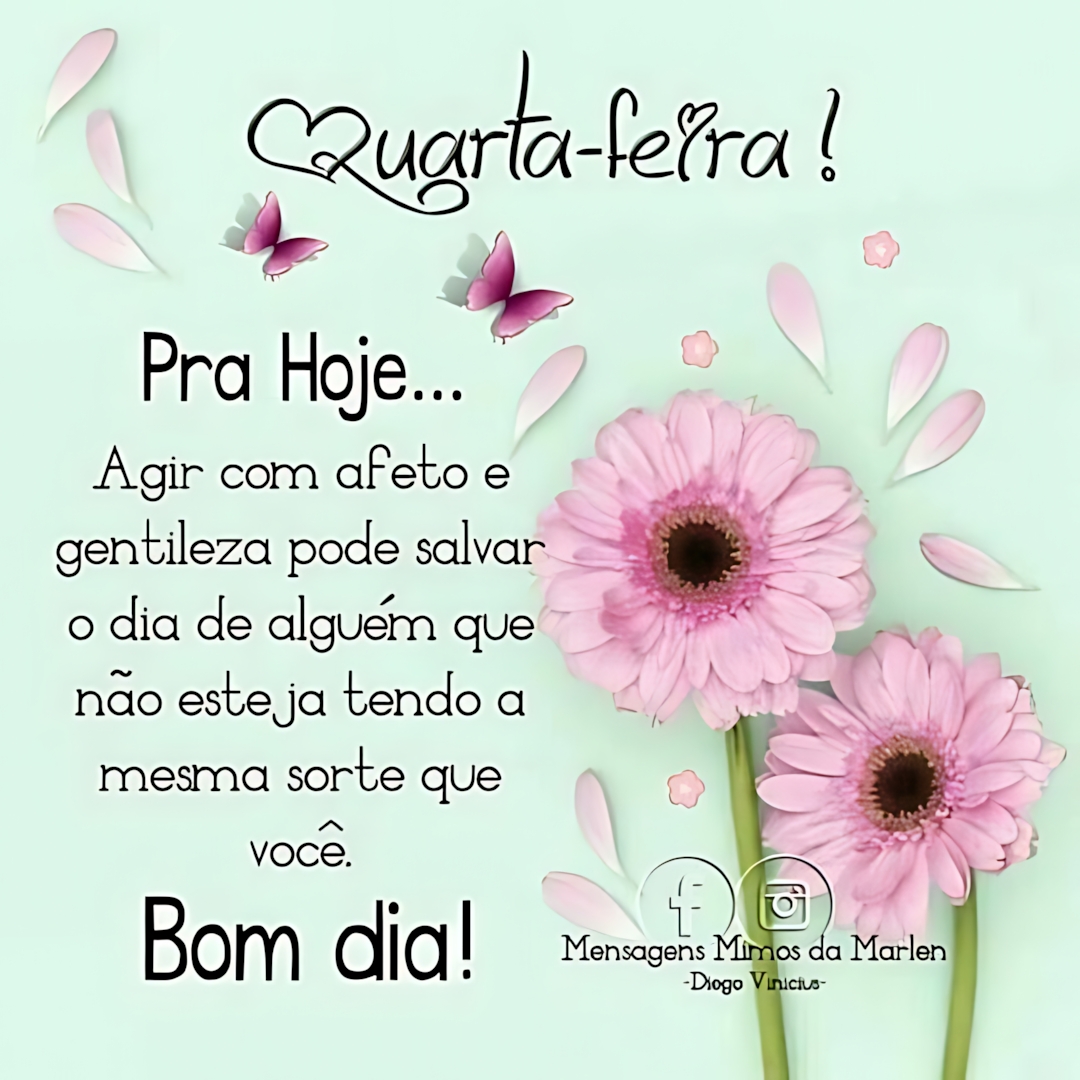 Quarta-feira!
Pra Hoje...
Agir com afeto e
gentileza pode salvar
o dia de alguém que
não esteja tendo a
mesma sorte que
você.
Bom dia!
Mensagens Mimos da Marlen
-Diogo Vinicius-